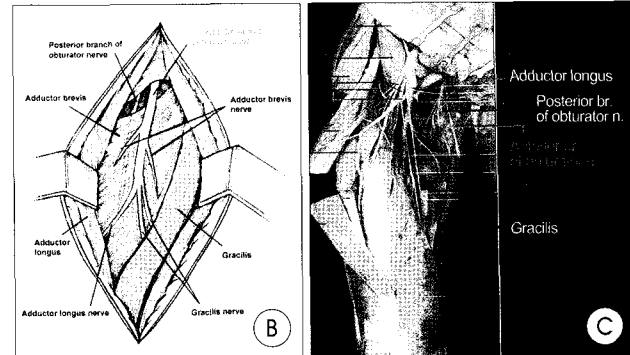 Posterior branch of
obturator nerve
Adductor brevis
Adductor brevis
nerve
Adductor
longus
Gracilis
Adductor longus nerve
Gracilis nerve
B
Adductor longus
Posterior br.
of obturator n.
Gracilis
C